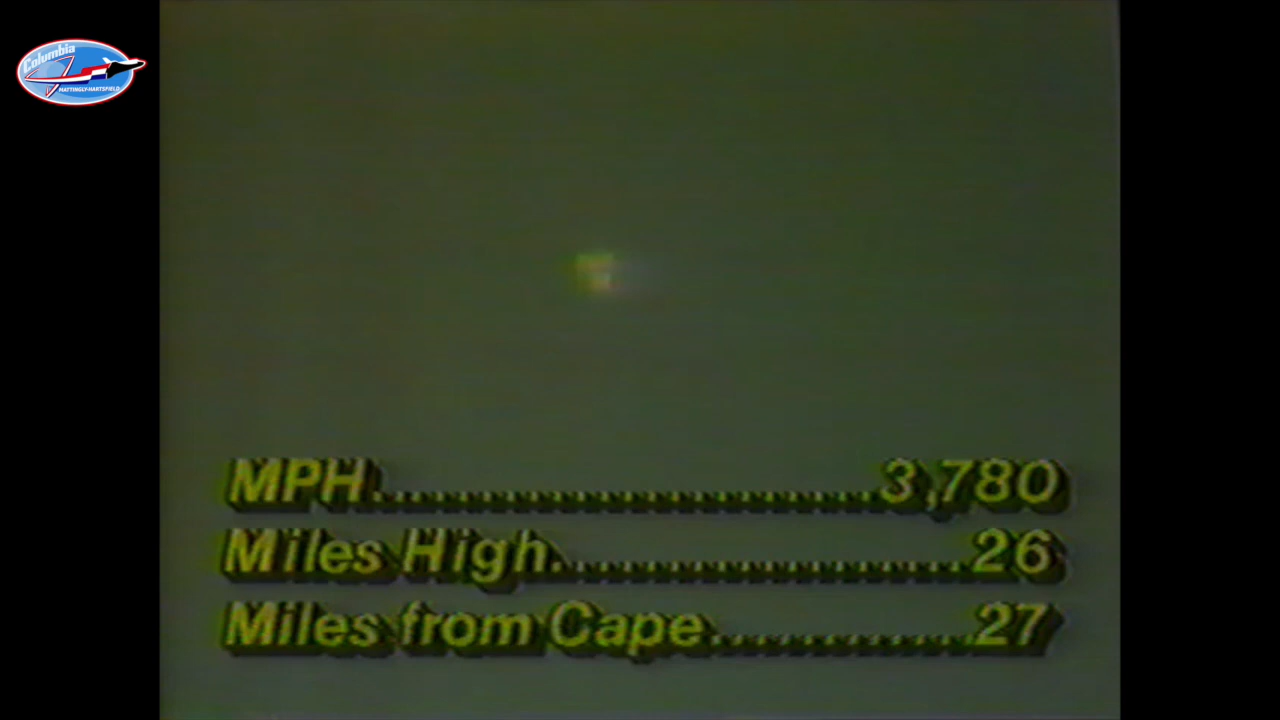 Columbia
MATTINGLY-HARTSFIELD
MPH 3,780
Miles High 26
Miles from Cape 27